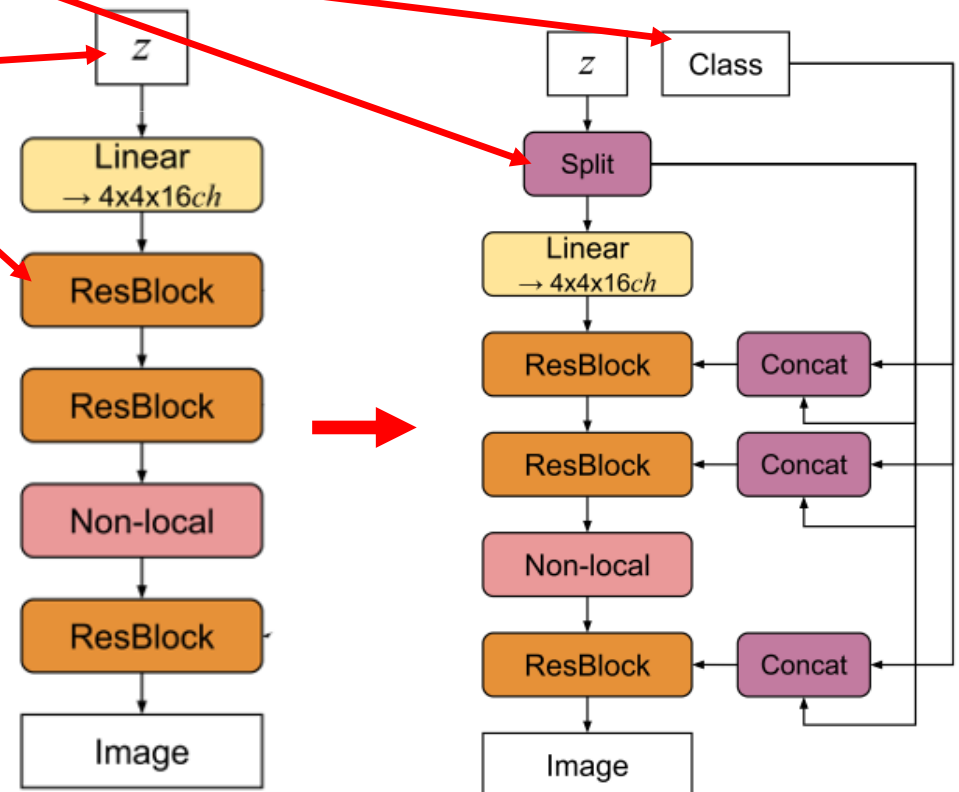 z
Linear
→ 4x4x16ch
ResBlock
ResBlock
Non-local
ResBlock
Image
z
Class
Split
Linear
→ 4x4x16ch
ResBlock
Concat
ResBlock
Concat
Non-local
ResBlock
Concat
Image